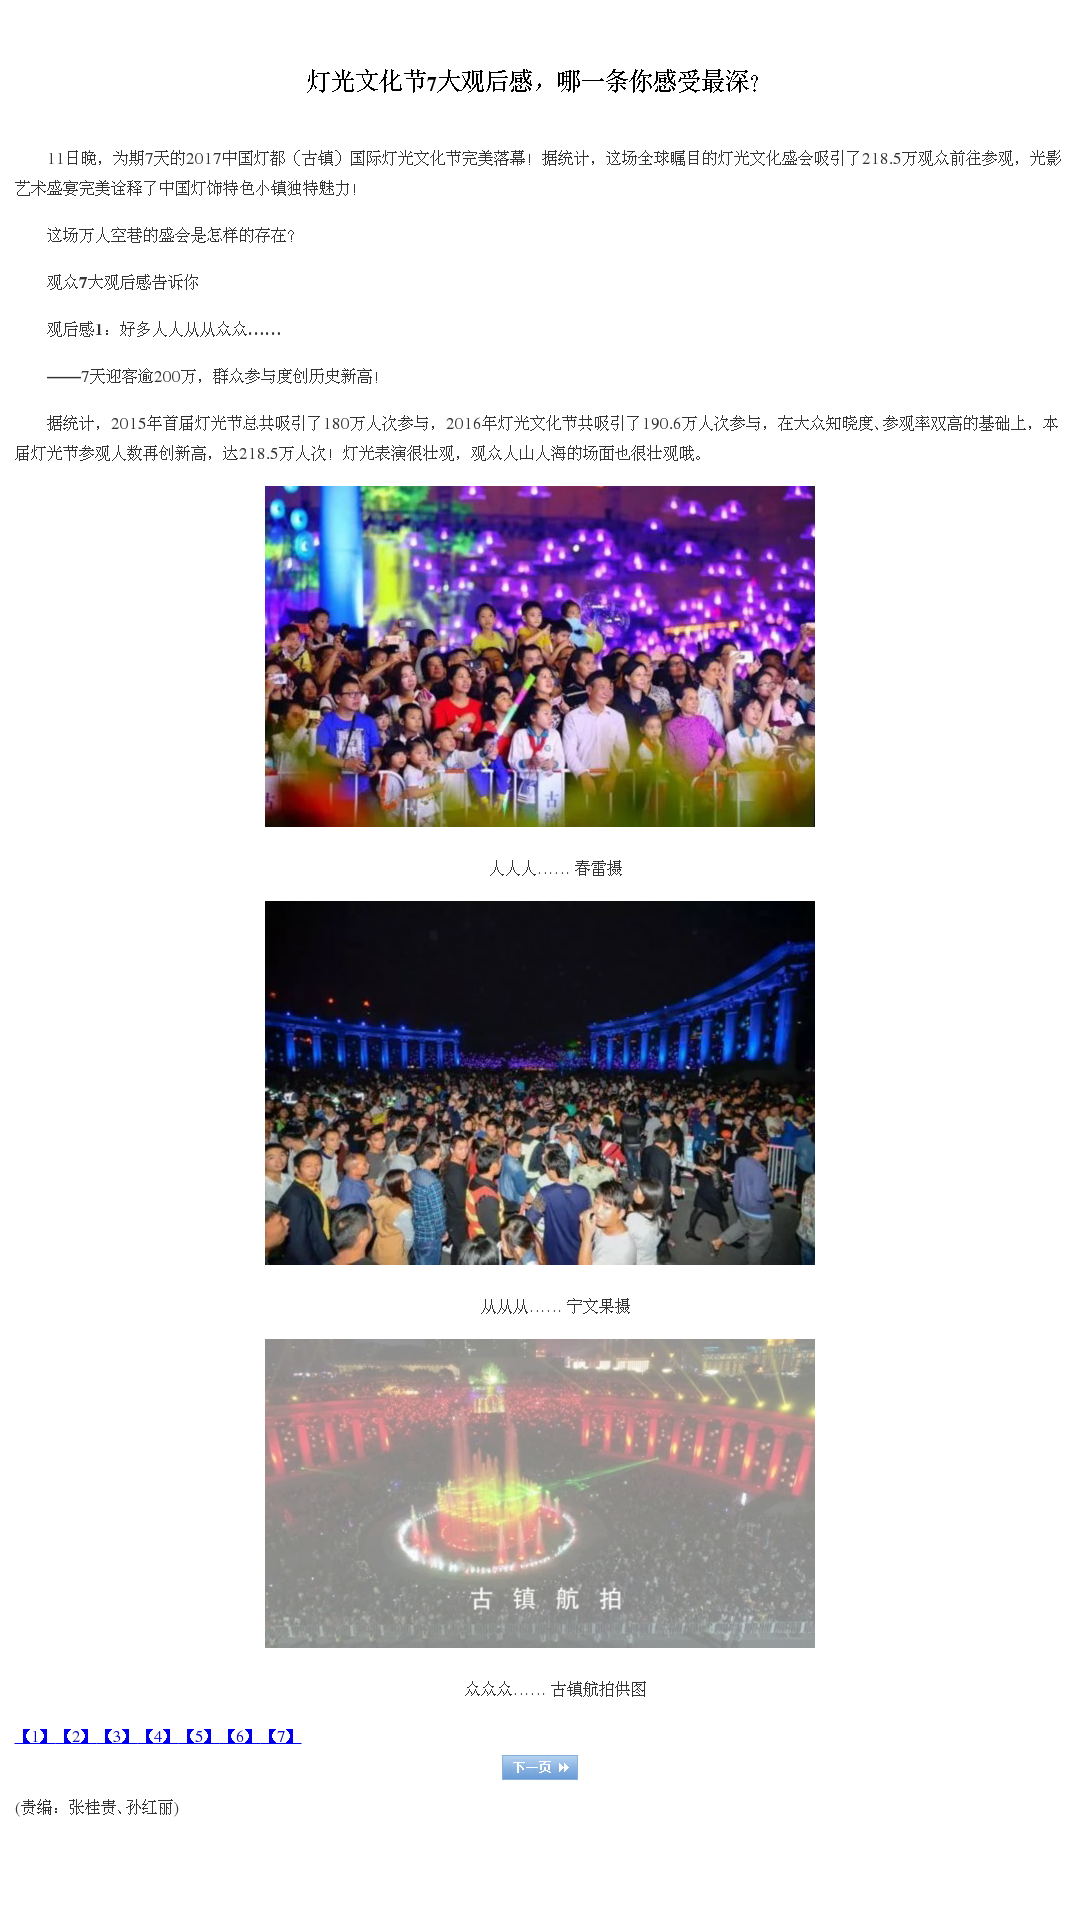 灯光文化节7大观后感，哪一条你感受最深？
11日晚，为期7天的2017中国灯都（古镇）国际灯光文化节完美落幕！据统计，这场全球瞩目的灯光文化盛会吸引了218.5万观众前往参观，光影
艺术盛宴完美诠释了中国灯饰特色小镇独特魅力！
这场万人空巷的盛会是怎样的存在？
观众7大观后感告诉你
观后感1：好多人人从从众众……
——7天迎客逾200万，群众参与度创历史新高！
据统计，2015年首届灯光节总共吸引了180万人次参与，2016年灯光文化节共吸引了190.6万人次参与，在大众知晓度、参观率双高的基础上，本
届灯光节参观人数再创新高，达218.5万人次！灯光表演很壮观，观众人山人海的场面也很壮观哦。
古镇
人人人…… 春雷摄
从从从…… 宁文果摄
古镇航拍
众众众…… 古镇航拍供图
【1】【2】【3】【4】【5】【6】【7】
下一页
(责编：张桂贵、孙红丽)